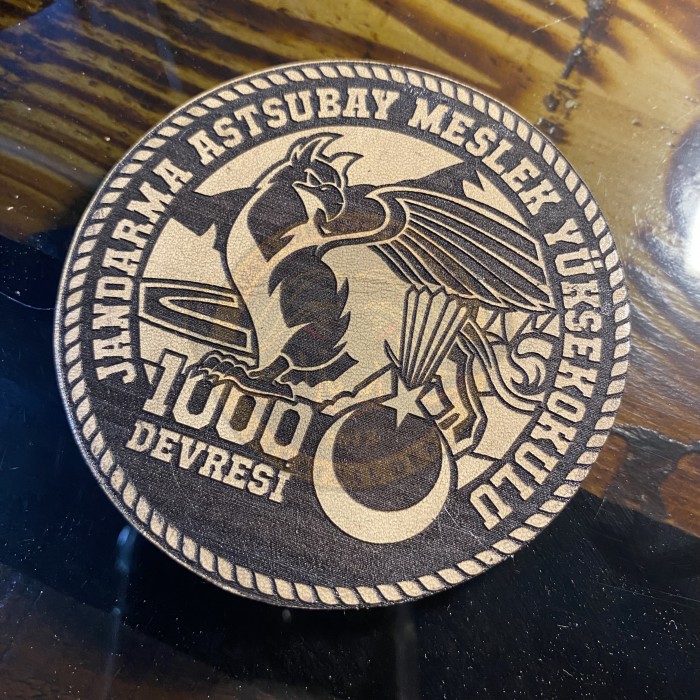 JANDARMA ASTSUBAY MESLEK YÜKSEKOKULU
1000
DEVRESİ